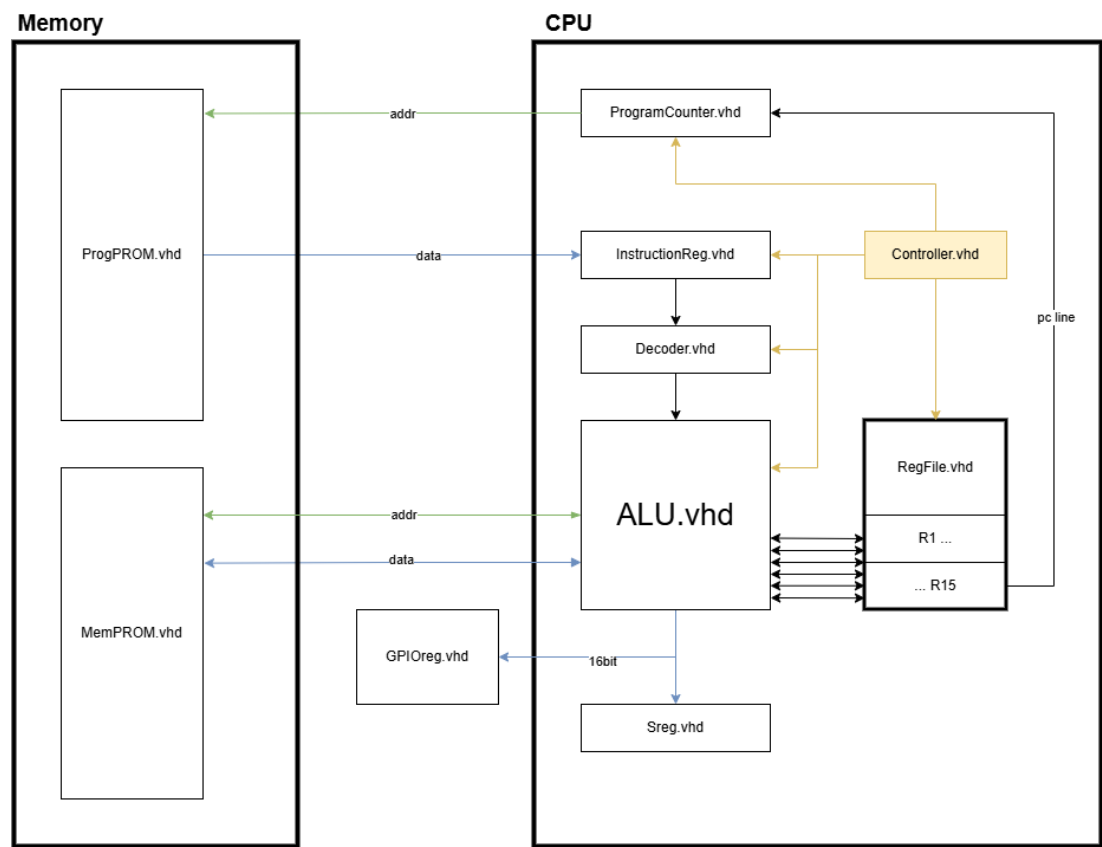 Memory
CPU
ProgramCounter.vhd
addr
ProgPROM.vhd
data
InstructionReg.vhd
Controller.vhd
pc line
Decoder.vhd
RegFile.vhd
addr
ALU.vhd
R1 ...
data
... R15
MemPROM.vhd
GPIOreg.vhd
16bit
Sreg.vhd